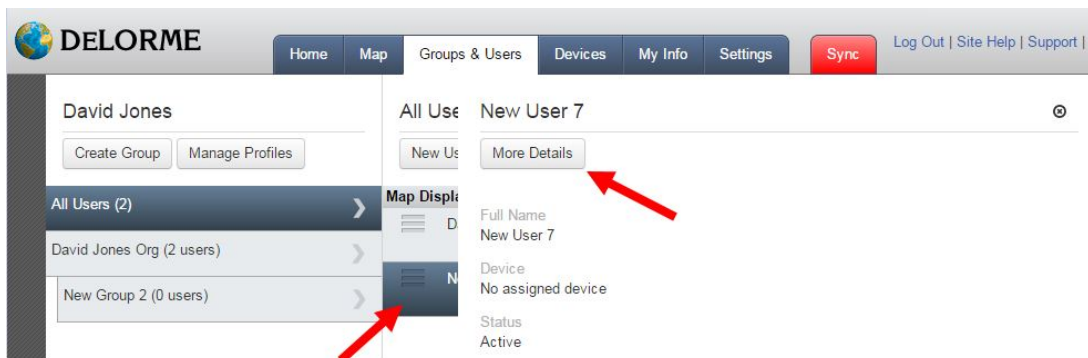 DELORME
Home
Map
Groups & Users
Devices
My Info
Settings
Sync
Log Out | Site Help | Support |
David Jones
Create Group
Manage Profiles
All Users (2)
David Jones Org (2 users)
New Group 2 (0 users)
All Use
New Us
Map Displa
D
N
New User 7
More Details
Full Name
New User 7
Device
No assigned device
Status
Active